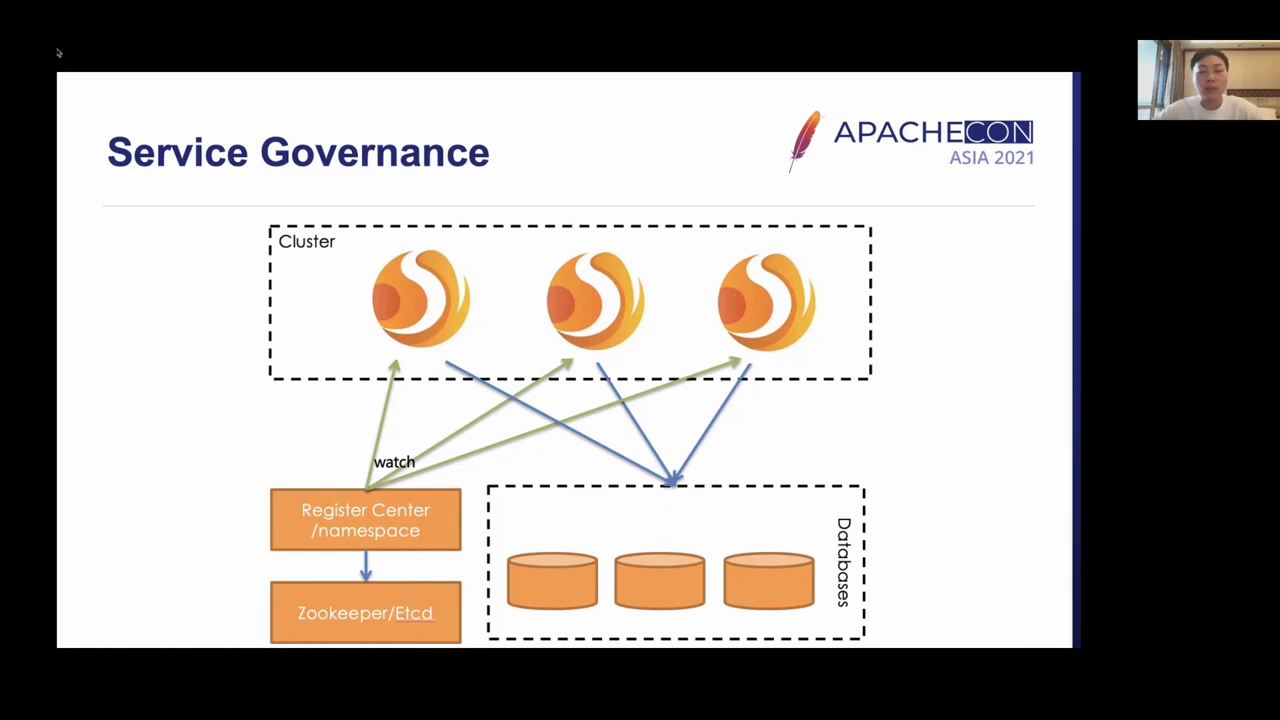 Service Governance
APACHECON
ASIA 2021
Cluster
watch
Register Center
/namespace
Zookeeper/Etcd
Databases